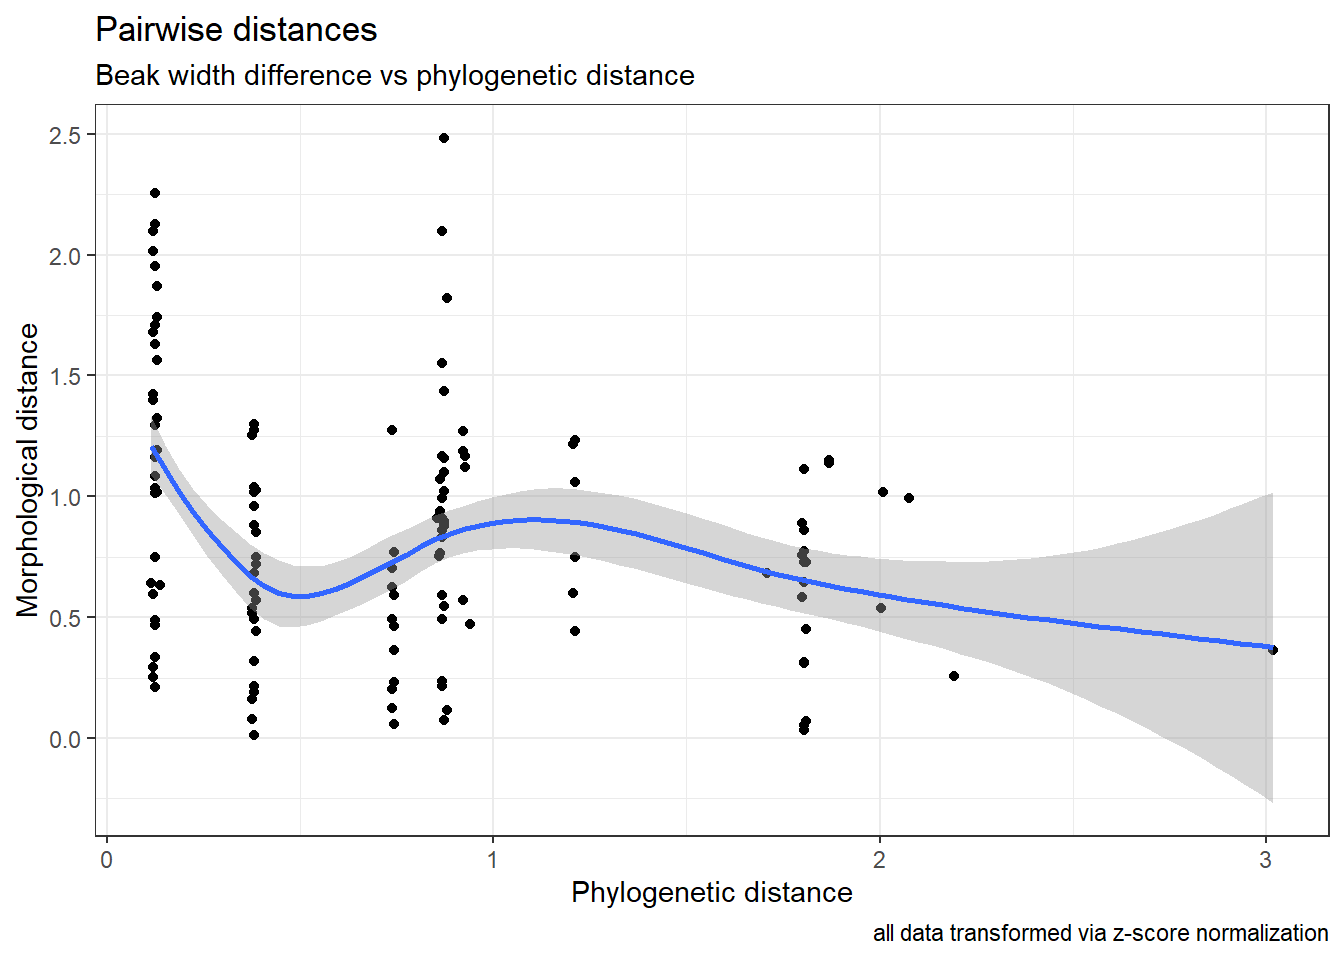 Pairwise distances
Beak width difference vs phylogenetic distance
2.5
2.0
1.5
1.0
0.5
0.0
Morphological distance
0 1 2 3
Phylogenetic distance
all data transformed via z-score normalization